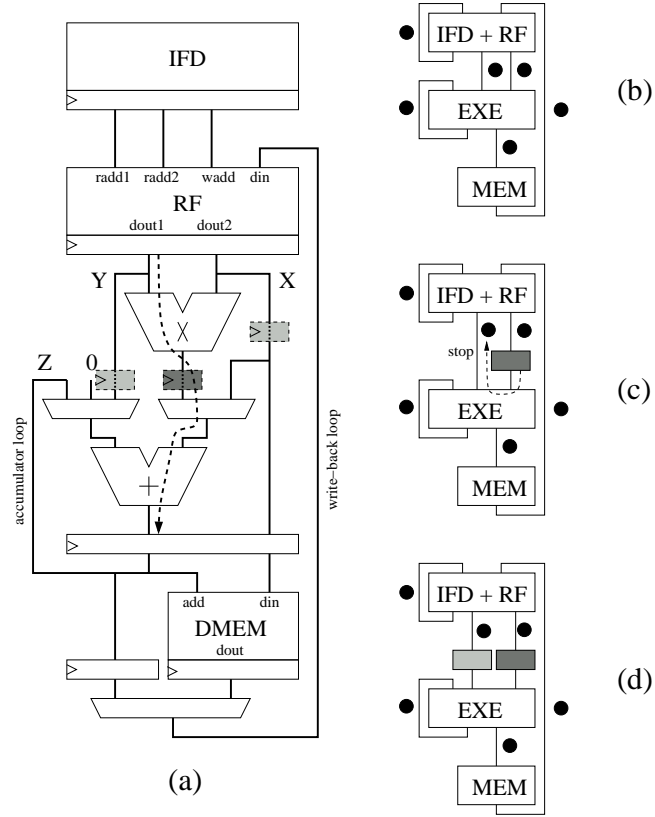 IFD
radd1 radd2 wadd din
RF
dout1 dout2
Y X
X
Z 0
+
accumulator loop
write-back loop
add din
DMEM
dout
(a)
IFD + RF
EXE
MEM
(b)
IFD + RF
stop
EXE
MEM
(c)
IFD + RF
EXE
MEM
(d)